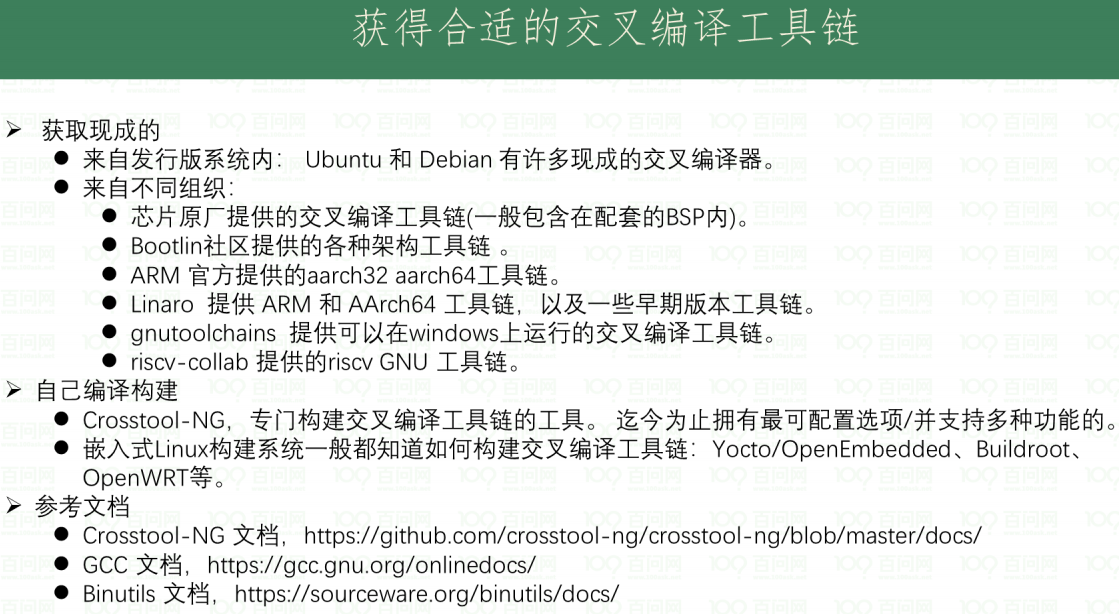 获得合适的交叉编译工具链
➢ 获取现成的
● 来自发行版系统内： Ubuntu 和 Debian 有许多现成的交叉编译器。
● 来自不同组织：
● 芯片原厂提供的交叉编译工具链(一般包含在配套的BSP内)。
● Bootlin社区提供的各种架构工具链。
● ARM 官方提供的aarch32 aarch64工具链。
● Linaro 提供 ARM 和 AArch64 工具链，以及一些早期版本工具链。
● gnutoolchains 提供可以在windows上运行的交叉编译工具链。
● riscv-collab 提供的riscv GNU 工具链。
➢ 自己编译构建
● Crosstool-NG，专门构建交叉编译工具链的工具。 迄今为止拥有最可配置选项/并支持多种功能的。
● 嵌入式Linux构建系统一般都知道如何构建交叉编译工具链：Yocto/OpenEmbedded、Buildroot、
OpenWRT等。
➢ 参考文档
● Crosstool-NG 文档，https://github.com/crosstool-ng/crosstool-ng/blob/master/docs/
● GCC 文档，https://gcc.gnu.org/onlinedocs/
● Binutils 文档，https://sourceware.org/binutils/docs/